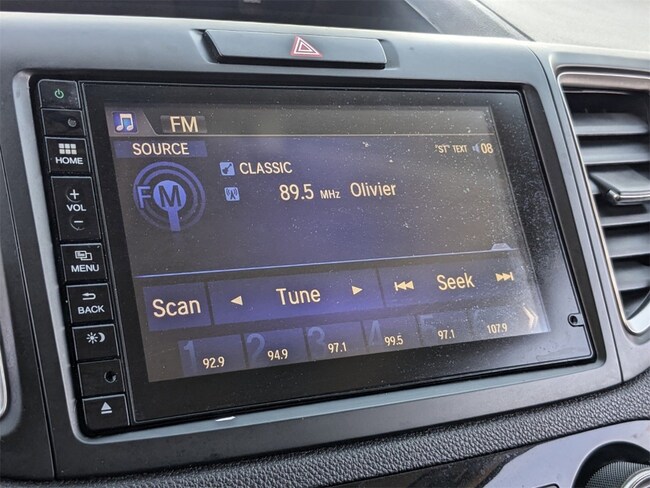 FM
SOURCE
"ST" TEXT 08
CLASSIC
FM
89.5 MHz Olivier
HOME
+
VOL
−
MENU
BACK
Scan Tune Seek
1 92.9 2 94.9 3 97.1 4 99.5 5 97.1 6 107.9